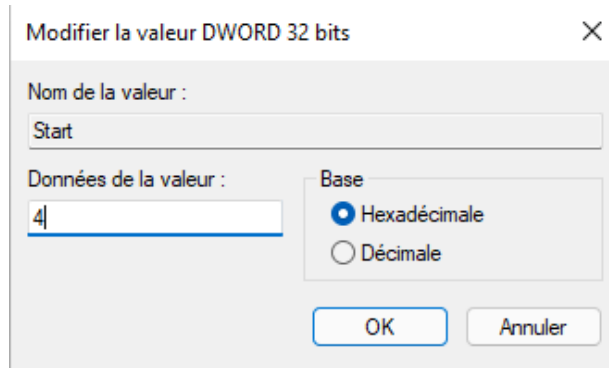 Modifier la valeur DWORD 32 bits
Nom de la valeur :
Start
Données de la valeur :
4
Base
Hexadécimale
Décimale
OK
Annuler